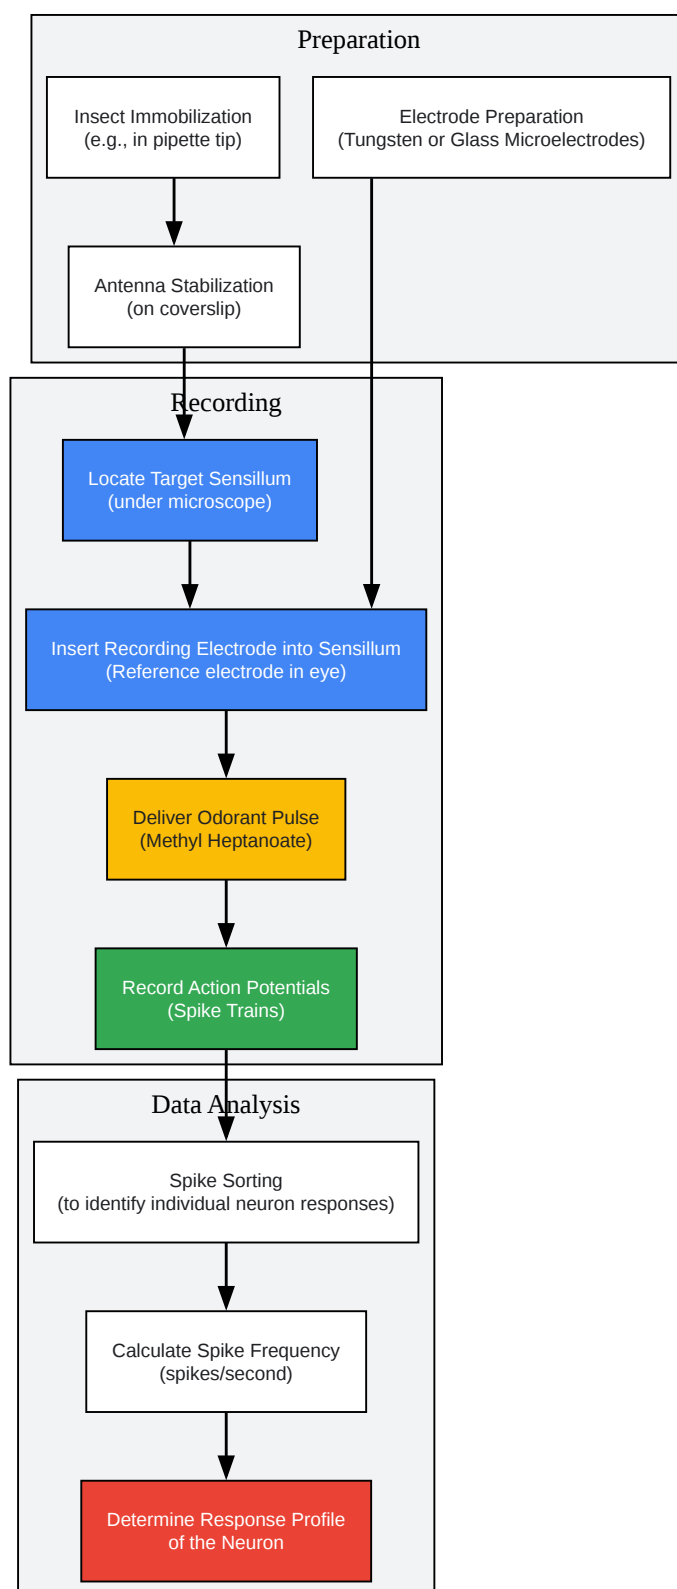 Preparation
Insect Immobilization
(e.g., in pipette tip)
Electrode Preparation
(Tungsten or Glass Microelectrodes)
Antenna Stabilization
(on coverslip)
Recording
Locate Target Sensillum
(under microscope)
Insert Recording Electrode into Sensillum
(Reference electrode in eye)
Deliver Odorant Pulse
(Methyl Heptanoate)
Record Action Potentials
(Spike Trains)
Data Analysis
Spike Sorting
(to identify individual neuron responses)
Calculate Spike Frequency
(spikes/second)
Determine Response Profile
of the Neuron